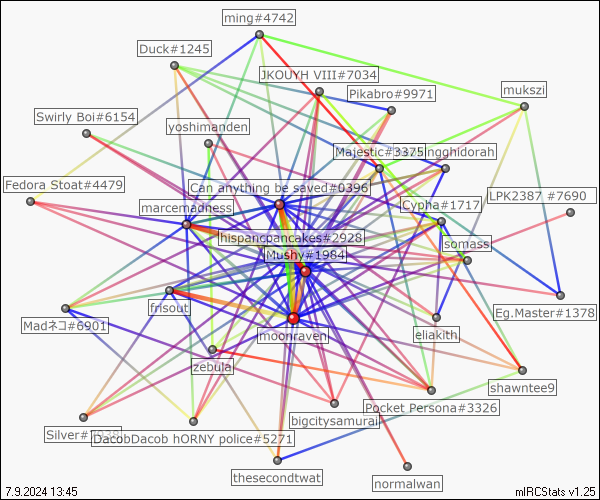 ming#4742
Duck#1245
JKOUYH VIII#7034
mukszi
Pikabro#9971
Swirly Boi#6154
yoshimanden
Majestic#3375
ingghidorah
Fedora Stoat#4479
Can anything be saved#0396
LPK2387 #7690
marcemadness
Cypha#1717
hispancpancakes#2928
somass
Mushy#1984
frisout
Eg.Master#1378
Madネコ#6901
moonraven
eliakith
zebula
shawntee9
Pocket Persona#3326
bigcitysamurai
Silver#
DacobDacob hORNY police#5271
thesecondtwat
normalwan
7.9.2024 13:45
mIRCStats v1.25